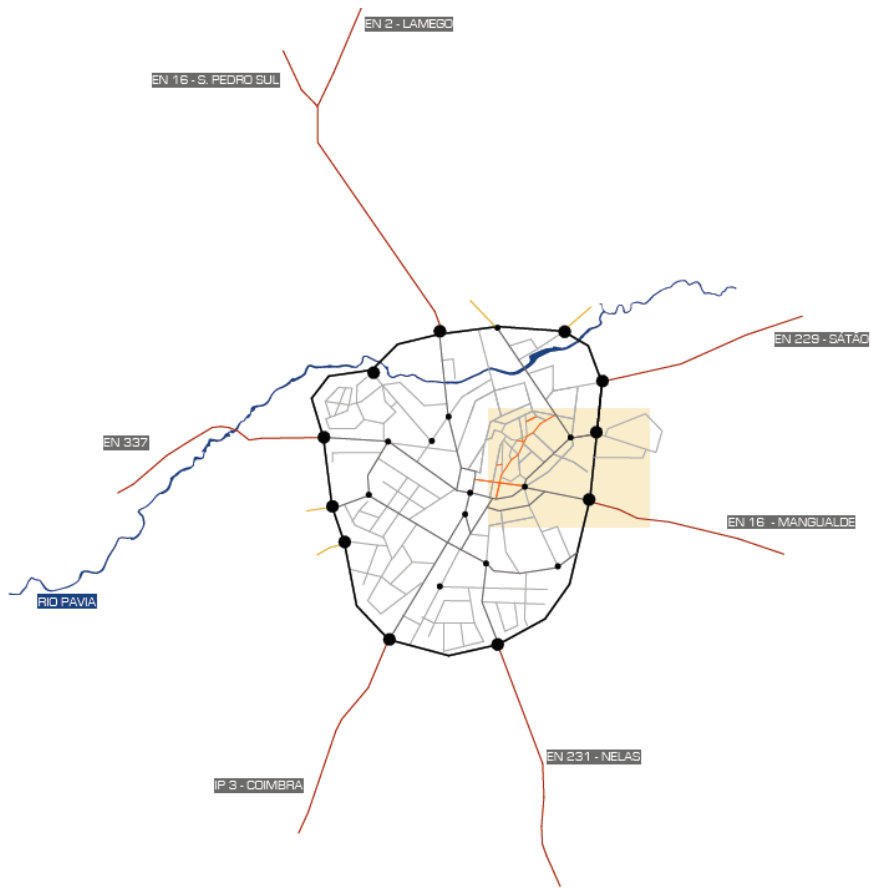 EN 2 - LAMEGO
EN 16 - S. PEDRO SUL
EN 229 - SÁTÃO
EN 337
EN 16 - MANGUALDE
RIO PAVIA
EN 231 - NELAS
IP 3 - COIMBRA